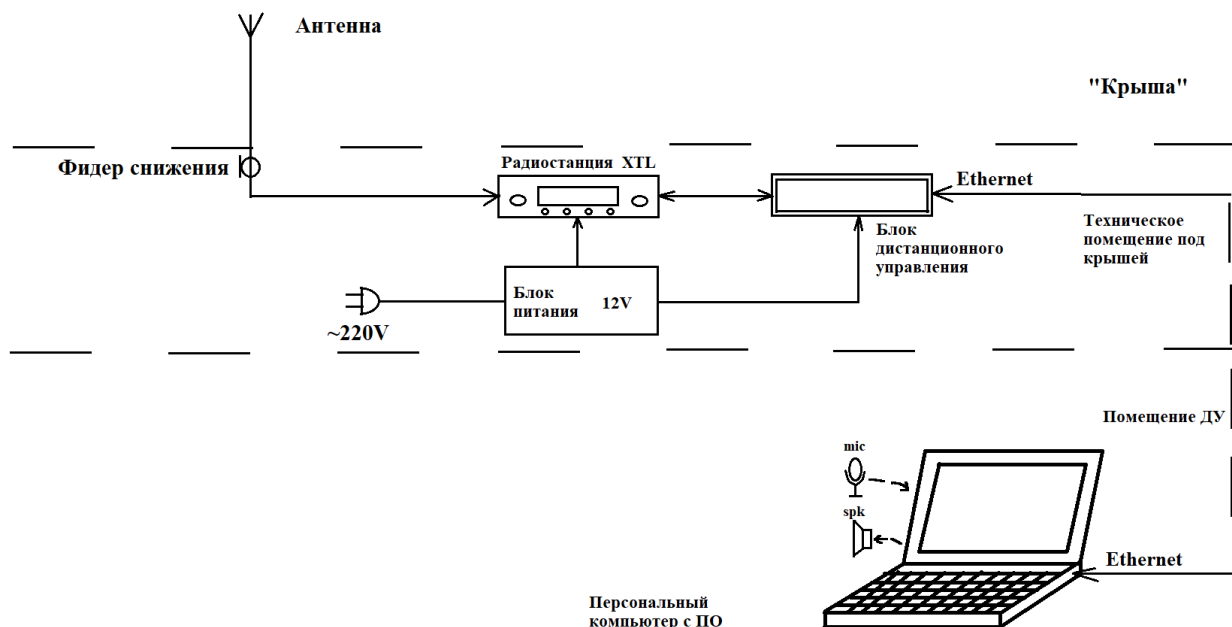 Антенна
"Крыша"
Фидер снижения
Радиостанция XTL
Ethernet
Блок
дистанционного
управления
Техническое
помещение под
крышей
Блок
питания 12V
~220V
Помещение ДУ
mic
spk
Ethernet
Персональный
компьютер с ПО